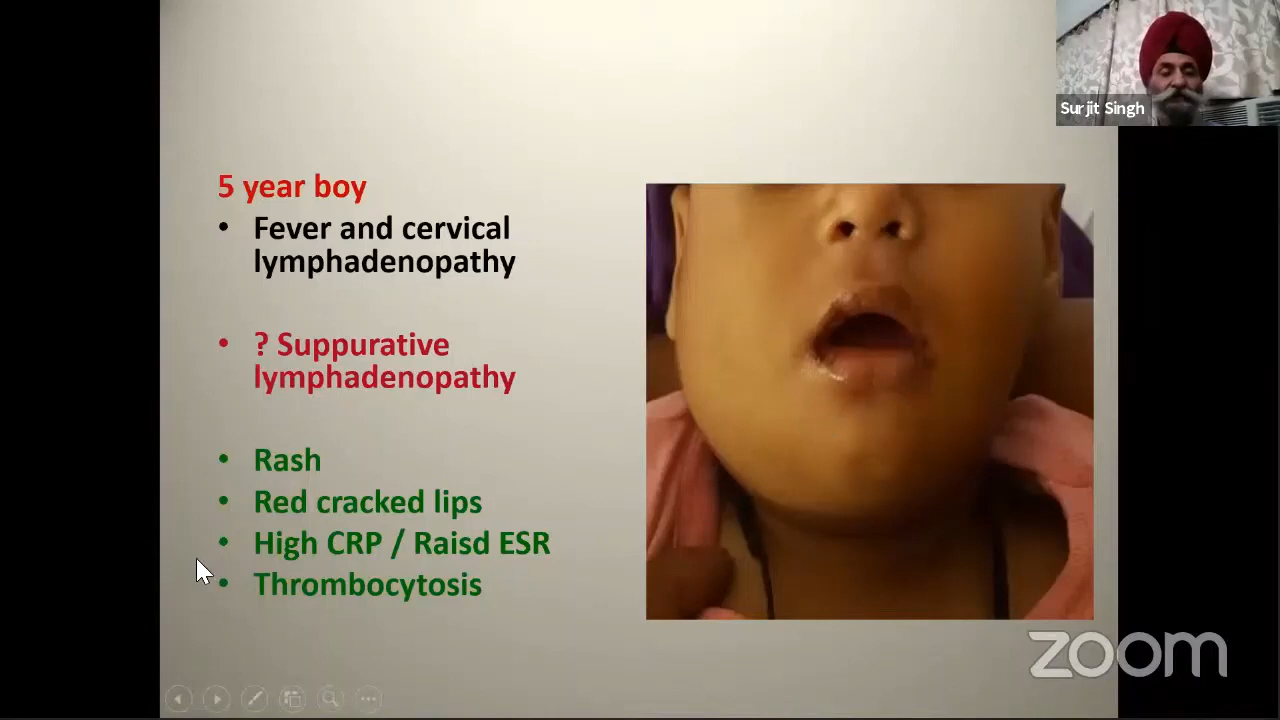 Surjit Singh
5 year boy
• Fever and cervical
lymphadenopathy
• ? Suppurative
lymphadenopathy
• Rash
• Red cracked lips
• High CRP / Raisd ESR
• Thrombocytosis
zoom